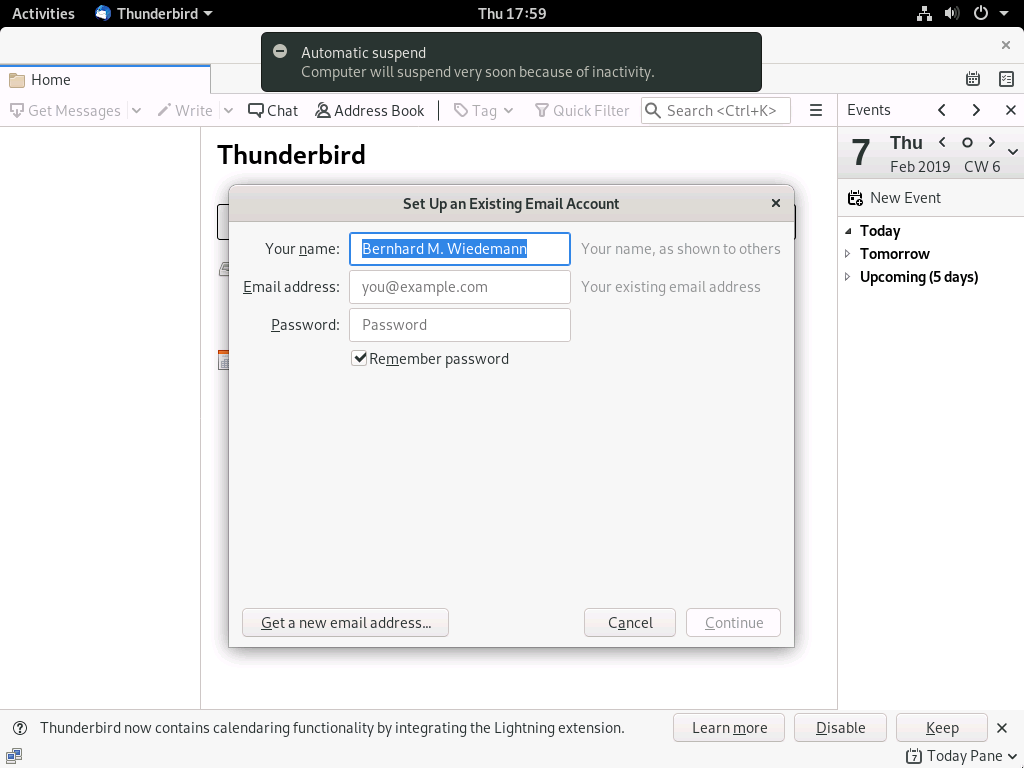 Activities Thunderbird Thu 17:59
Automatic suspend
Computer will suspend very soon because of inactivity.
Home
Get Messages Write Chat Address Book Tag Quick Filter Search <Ctrl+K> Events
Thunderbird
7 Thu
Feb 2019 CW 6
New Event
Today
Tomorrow
Upcoming (5 days)
Set Up an Existing Email Account
Your name: Bernhard M. Wiedemann Your name, as shown to others
Email address: you@example.com Your existing email address
Password: Password
Remember password
Get a new email address... Cancel Continue
Thunderbird now contains calendaring functionality by integrating the Lightning extension. Learn more Disable Keep
7 Today Pane